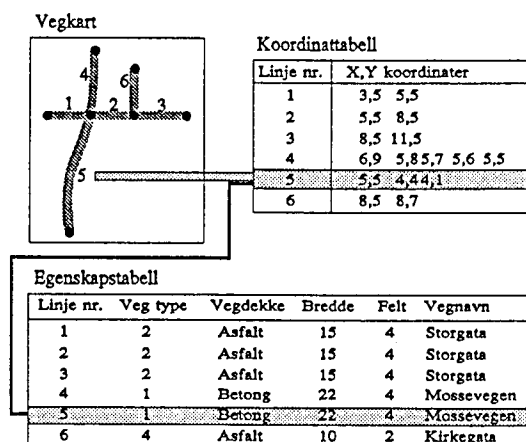 Vegkart
4
6
1 2 3
5
Koordinattabell
Linje nr. X,Y koordinater
1 3,5 5,5
2 5,5 8,5
3 8,5 11,5
4 6,9 5,85,7 5,6 5,5
5 5,5 4,44,1
6 8,5 8,7
Egenskapstabell
Linje nr. Veg type Vegdekke Bredde Felt Vegnavn
1 2 Asfalt 15 4 Storgata
2 2 Asfalt 15 4 Storgata
3 2 Asfalt 15 4 Storgata
4 1 Betong 22 4 Mossevegen
5 1 Betong 22 4 Mossevegen
6 4 Asfalt 10 2 Kirkegata